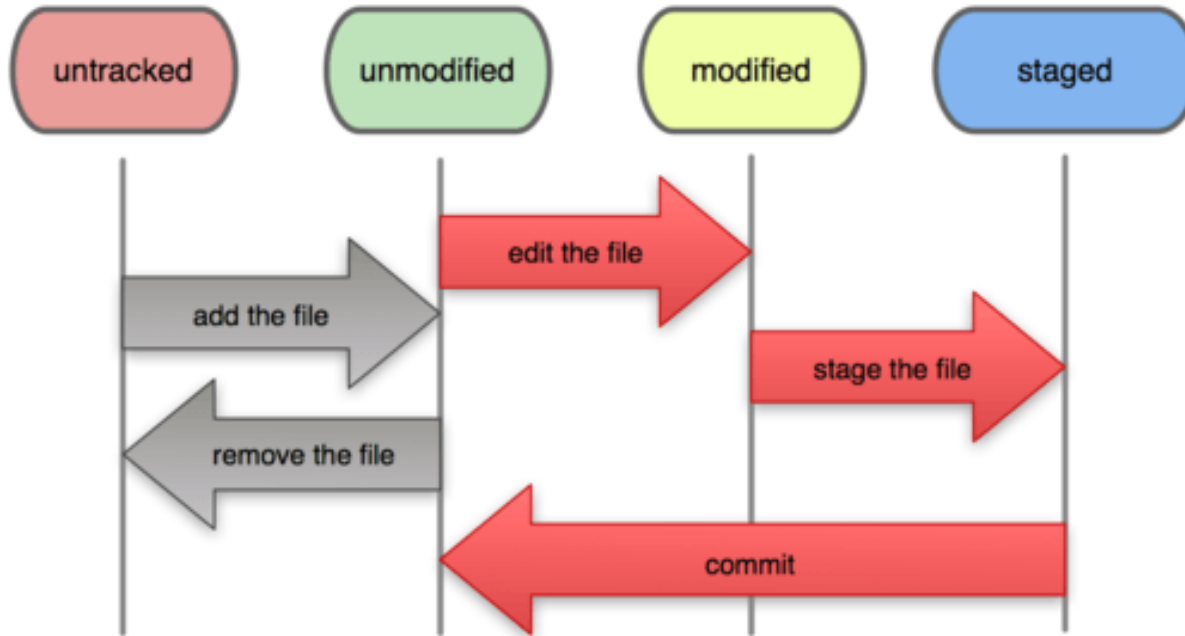 untracked
unmodified
modified
staged
edit the file
add the file
stage the file
remove the file
commit